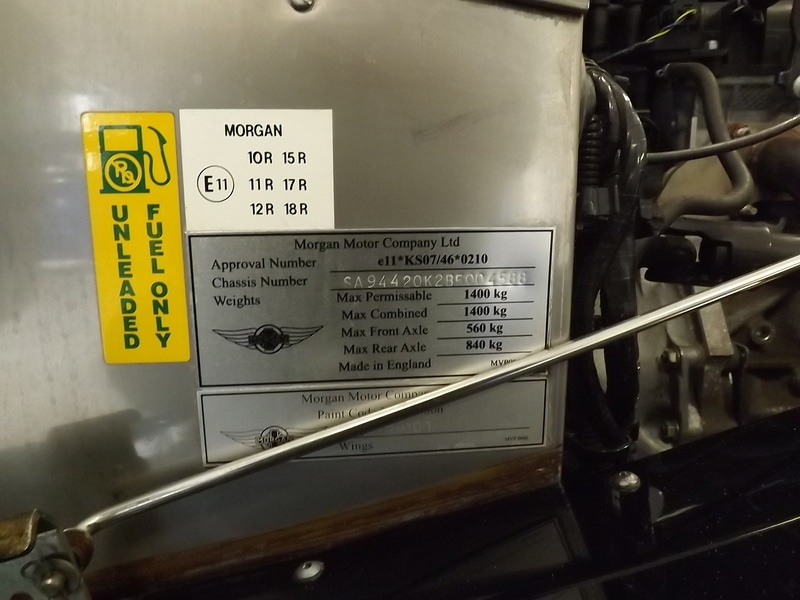 UNLEADED
FUEL ONLY
MORGAN
10R 15R
E11 11R 17R
12R 18R
Morgan Motor Company Ltd
Approval Number e11*KS07/46*0210
Chassis Number
Weights
Max Permissable 1400 kg
Max Combined 1400 kg
Max Front Axle 560 kg
Max Rear Axle 840 kg
Made in England
Morgan Motor
Paint
MORGAN
Wings